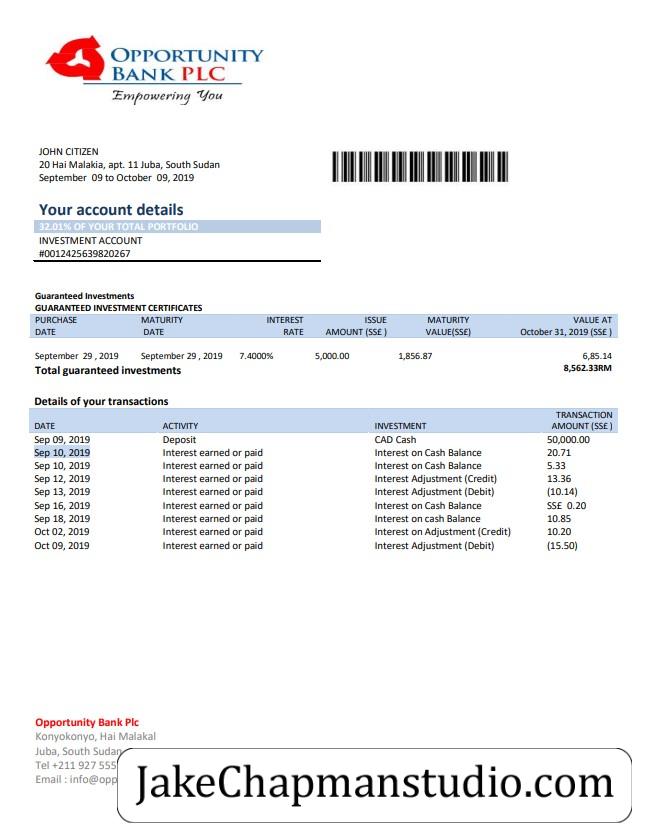 OPPORTUNITY
BANK PLC
Empowering You
JOHN CITIZEN
20 Hai Malakia, apt. 11 Juba, South Sudan
September 09 to October 09, 2019
Your account details
32.01% OF YOUR TOTAL PORTFOLIO
INVESTMENT ACCOUNT
#0012425639820267
Guaranteed Investments
GUARANTEED INVESTMENT CERTIFICATES
PURCHASE MATURITY INTEREST ISSUE MATURITY VALUE AT
DATE DATE RATE AMOUNT (SS£ ) VALUE(SS£) October 31, 2019 (SS£ )
September 29 , 2019 September 29 , 2019 7.4000% 5,000.00 1,856.87 6,85.14
Total guaranteed investments 8,562.33RM
Details of your transactions
TRANSACTION
DATE ACTIVITY INVESTMENT AMOUNT (SS£ )
Sep 09, 2019 Deposit CAD Cash 50,000.00
Sep 10, 2019 Interest earned or paid Interest on Cash Balance 20.71
Sep 10, 2019 Interest earned or paid Interest on Cash Balance 5.33
Sep 12, 2019 Interest earned or paid Interest Adjustment (Credit) 13.36
Sep 13, 2019 Interest earned or paid Interest Adjustment (Debit) (10.14)
Sep 16, 2019 Interest earned or paid Interest on Cash Balance SS£ 0.20
Sep 18, 2019 Interest earned or paid Interest on cash Balance 10.85
Oct 02, 2019 Interest earned or paid Interest on Adjustment (Credit) 10.20
Oct 09, 2019 Interest earned or paid Interest Adjustment (Debit) (15.50)
Opportunity Bank Plc
Konyokonyo, Hai Malakal
Juba, South Sudan
Tel +211 927 555
Email : info@opp
JakeChapmanstudio.com